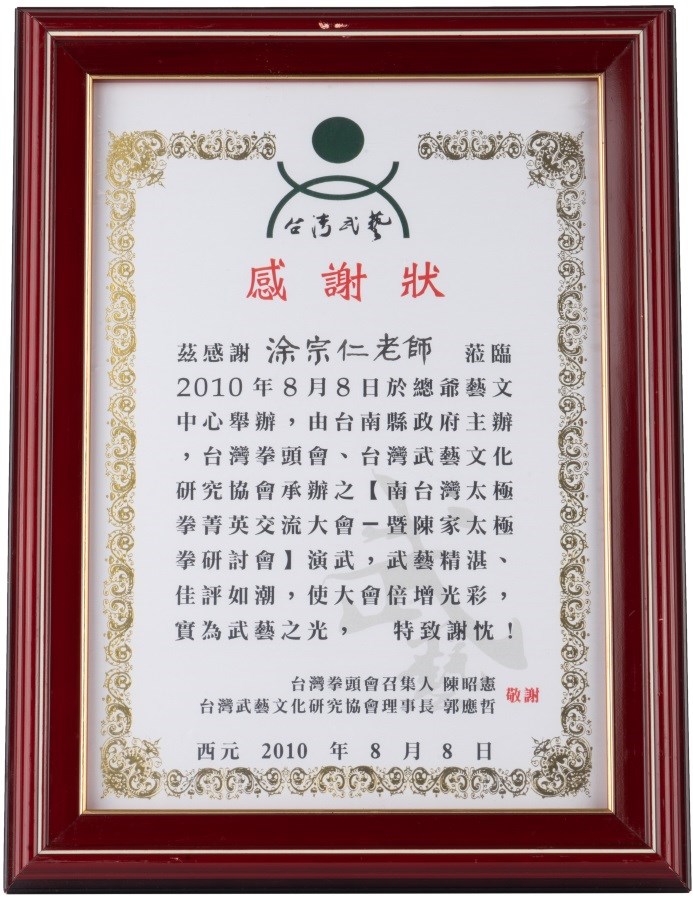 台湾武藝
感謝狀
茲感謝 涂宗仁老師 蒞臨
2010年8月8日於總爺藝文
中心舉辦，由台南縣政府主辦
，台灣拳頭會、台灣武藝文化
研究協會承辦之【南台灣太極
拳菁英交流大會－暨陳家太極
拳研討會】演武，武藝精湛、
佳評如潮，使大會倍增光彩，
實為武藝之光， 特致謝忱！
台灣拳頭會召集人 陳昭憲
台灣武藝文化研究協會理事長 郭應哲
敬謝
西元 2010 年 8 月 8 日
武藝